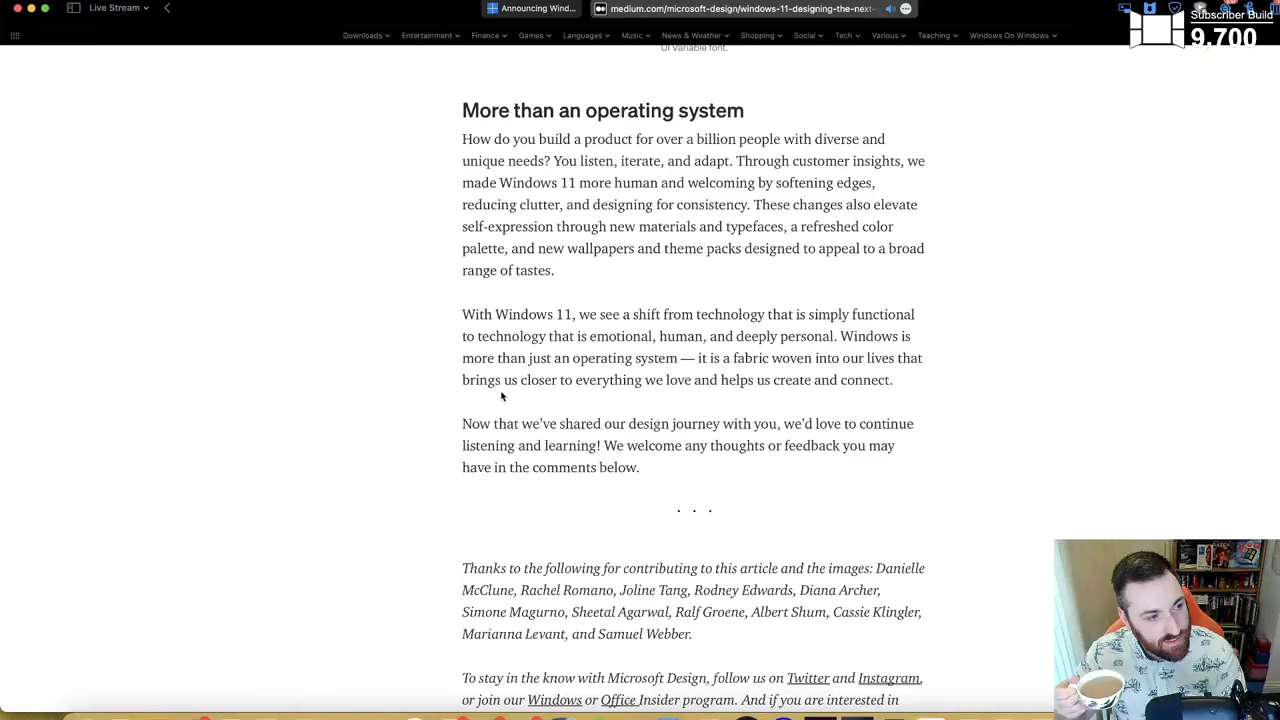 Live Stream
Announcing Wind...
medium.com/microsoft-design/windows-11-designing-the-next-
Subscriber Build
9,700
Downloads Entertainment Finance Games Languages Music News & Weather Shopping Social Tech Various Teaching Windows On Windows
UI Variable font.
More than an operating system
How do you build a product for over a billion people with diverse and
unique needs? You listen, iterate, and adapt. Through customer insights, we
made Windows 11 more human and welcoming by softening edges,
reducing clutter, and designing for consistency. These changes also elevate
self-expression through new materials and typefaces, a refreshed color
palette, and new wallpapers and theme packs designed to appeal to a broad
range of tastes.
With Windows 11, we see a shift from technology that is simply functional
to technology that is emotional, human, and deeply personal. Windows is
more than just an operating system — it is a fabric woven into our lives that
brings us closer to everything we love and helps us create and connect.
Now that we’ve shared our design journey with you, we’d love to continue
listening and learning! We welcome any thoughts or feedback you may
have in the comments below.
. . .
Thanks to the following for contributing to this article and the images: Danielle
McClune, Rachel Romano, Joline Tang, Rodney Edwards, Diana Archer,
Simone Magurno, Sheetal Agarwal, Ralf Groene, Albert Shum, Cassie Klingler,
Marianna Levant, and Samuel Webber.
To stay in the know with Microsoft Design, follow us on Twitter and Instagram,
or join our Windows or Office Insider program. And if you are interested in